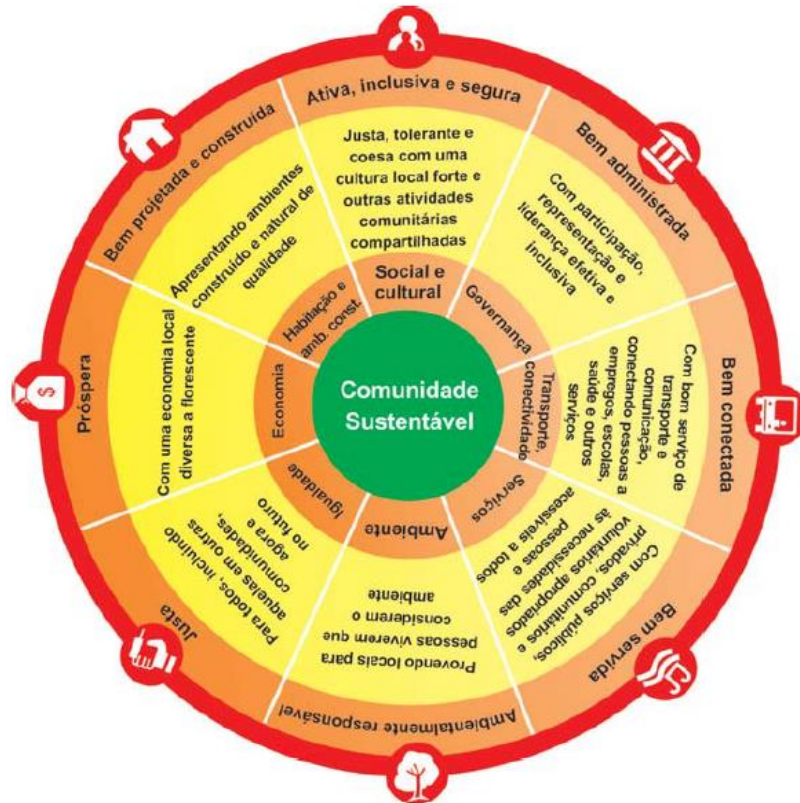 Comunidade
Sustentável
Ativa, inclusiva e segura
Justa, tolerante e
coesa com uma
cultura local forte e
outras atividades
comunitárias
compartilhadas
Social e
cultural
Bem administrada
Com participação,
representação e
liderança efetiva e
inclusiva
Governança
Bem conectada
Com bom serviço de
transporte e
comunicação,
conectando pessoas a
empregos, escolas,
saúde e outros
serviços
Transporte,
conectividade
Bem servida
Com serviços públicos,
privados, comunitários e
voluntários apropriados
às necessidades das
pessoas e
acessíveis a todos
Serviços
Ambientalmente responsável
Provendo locais para
pessoas viverem que
considerem o
ambiente
Ambiente
Justa
Para todos, incluindo
aquelas em outras
comunidades,
agora e
no futuro
Igualdade
Próspera
Com uma economia local
diversa a florescente
Economia
Bem projetada e construída
Apresentando ambientes
construído e natural de
qualidade
Habitação e
amb. const.
$